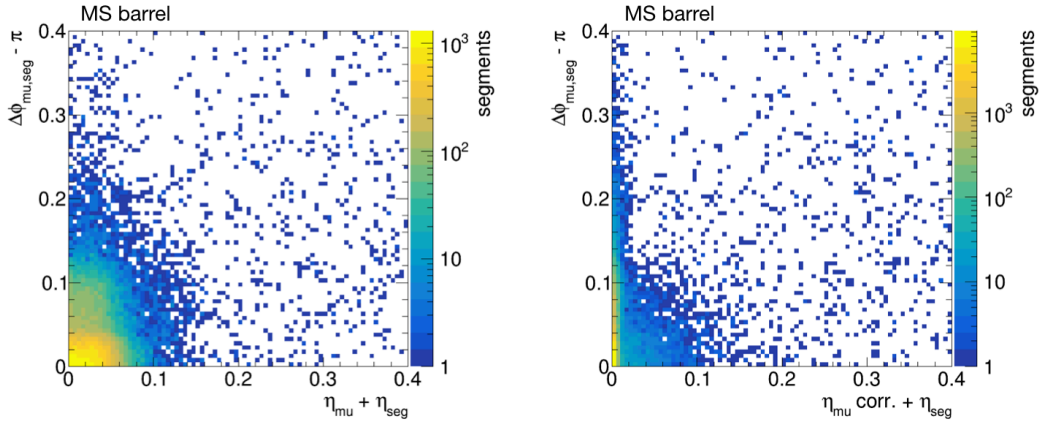 MS barrel
Δϕmu,seg - π
0.4
0.3
0.2
0.1
0
0 0.1 0.2 0.3 0.4
ηmu + ηseg
10³
10²
10
1
segments
MS barrel
Δϕmu,seg - π
0.4
0.3
0.2
0.1
0
0 0.1 0.2 0.3 0.4
ηmu corr. + ηseg
10³
10²
10
1
segments